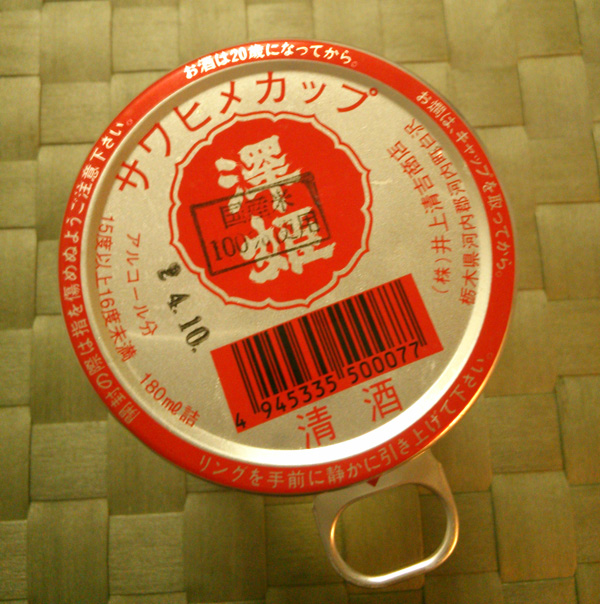 お酒は20歳になってから。
お酒は、キャップを取ってから。
リングを手前に静かに引き上げて下さい
開封の際は指を傷めぬようご注意下さい。
サワヒメカップ
澤姫
国産米
100%使用
アルコール分
15度以上16度未満
4.10.
180ml詰
(株)井上清吉商店
栃木県河内郡河内町白沢
4 945335 500077
清酒